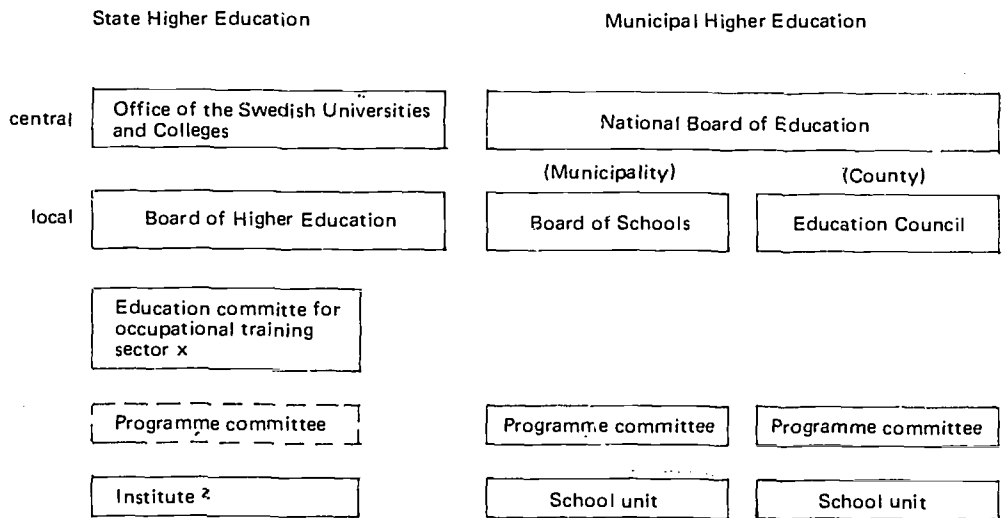 State Higher Education
Municipal Higher Education
central
Office of the Swedish Universities
and Colleges
National Board of Education
(Municipality)
(County)
local
Board of Higher Education
Board of Schools
Education Council
Education committe for
occupational training
sector x
Programme committee
Programme committee
Programme committee
Institute 2
School unit
School unit